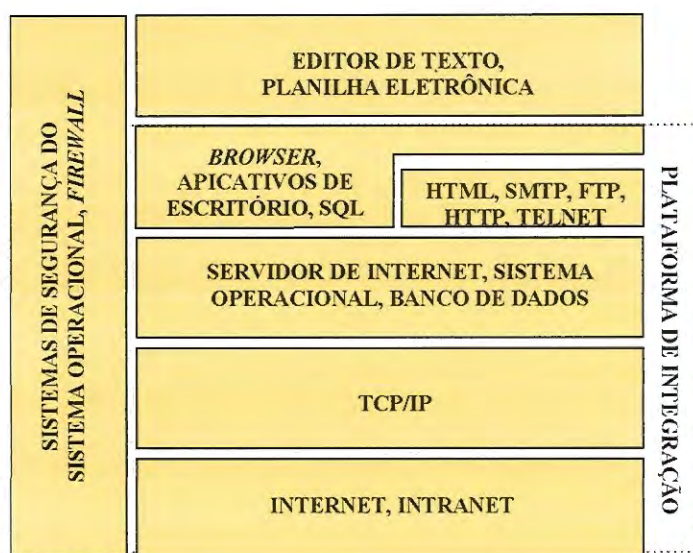 SISTEMAS DE SEGURANÇA DO
SISTEMA OPERACIONAL, FIREWALL
EDITOR DE TEXTO,
PLANILHA ELETRÔNICA
BROWSER,
APICATIVOS DE
ESCRITÓRIO, SQL
HTML, SMTP, FTP,
HTTP, TELNET
SERVIDOR DE INTERNET, SISTEMA
OPERACIONAL, BANCO DE DADOS
TCP/IP
INTERNET, INTRANET
PLATAFORMA DE INTEGRAÇÃO